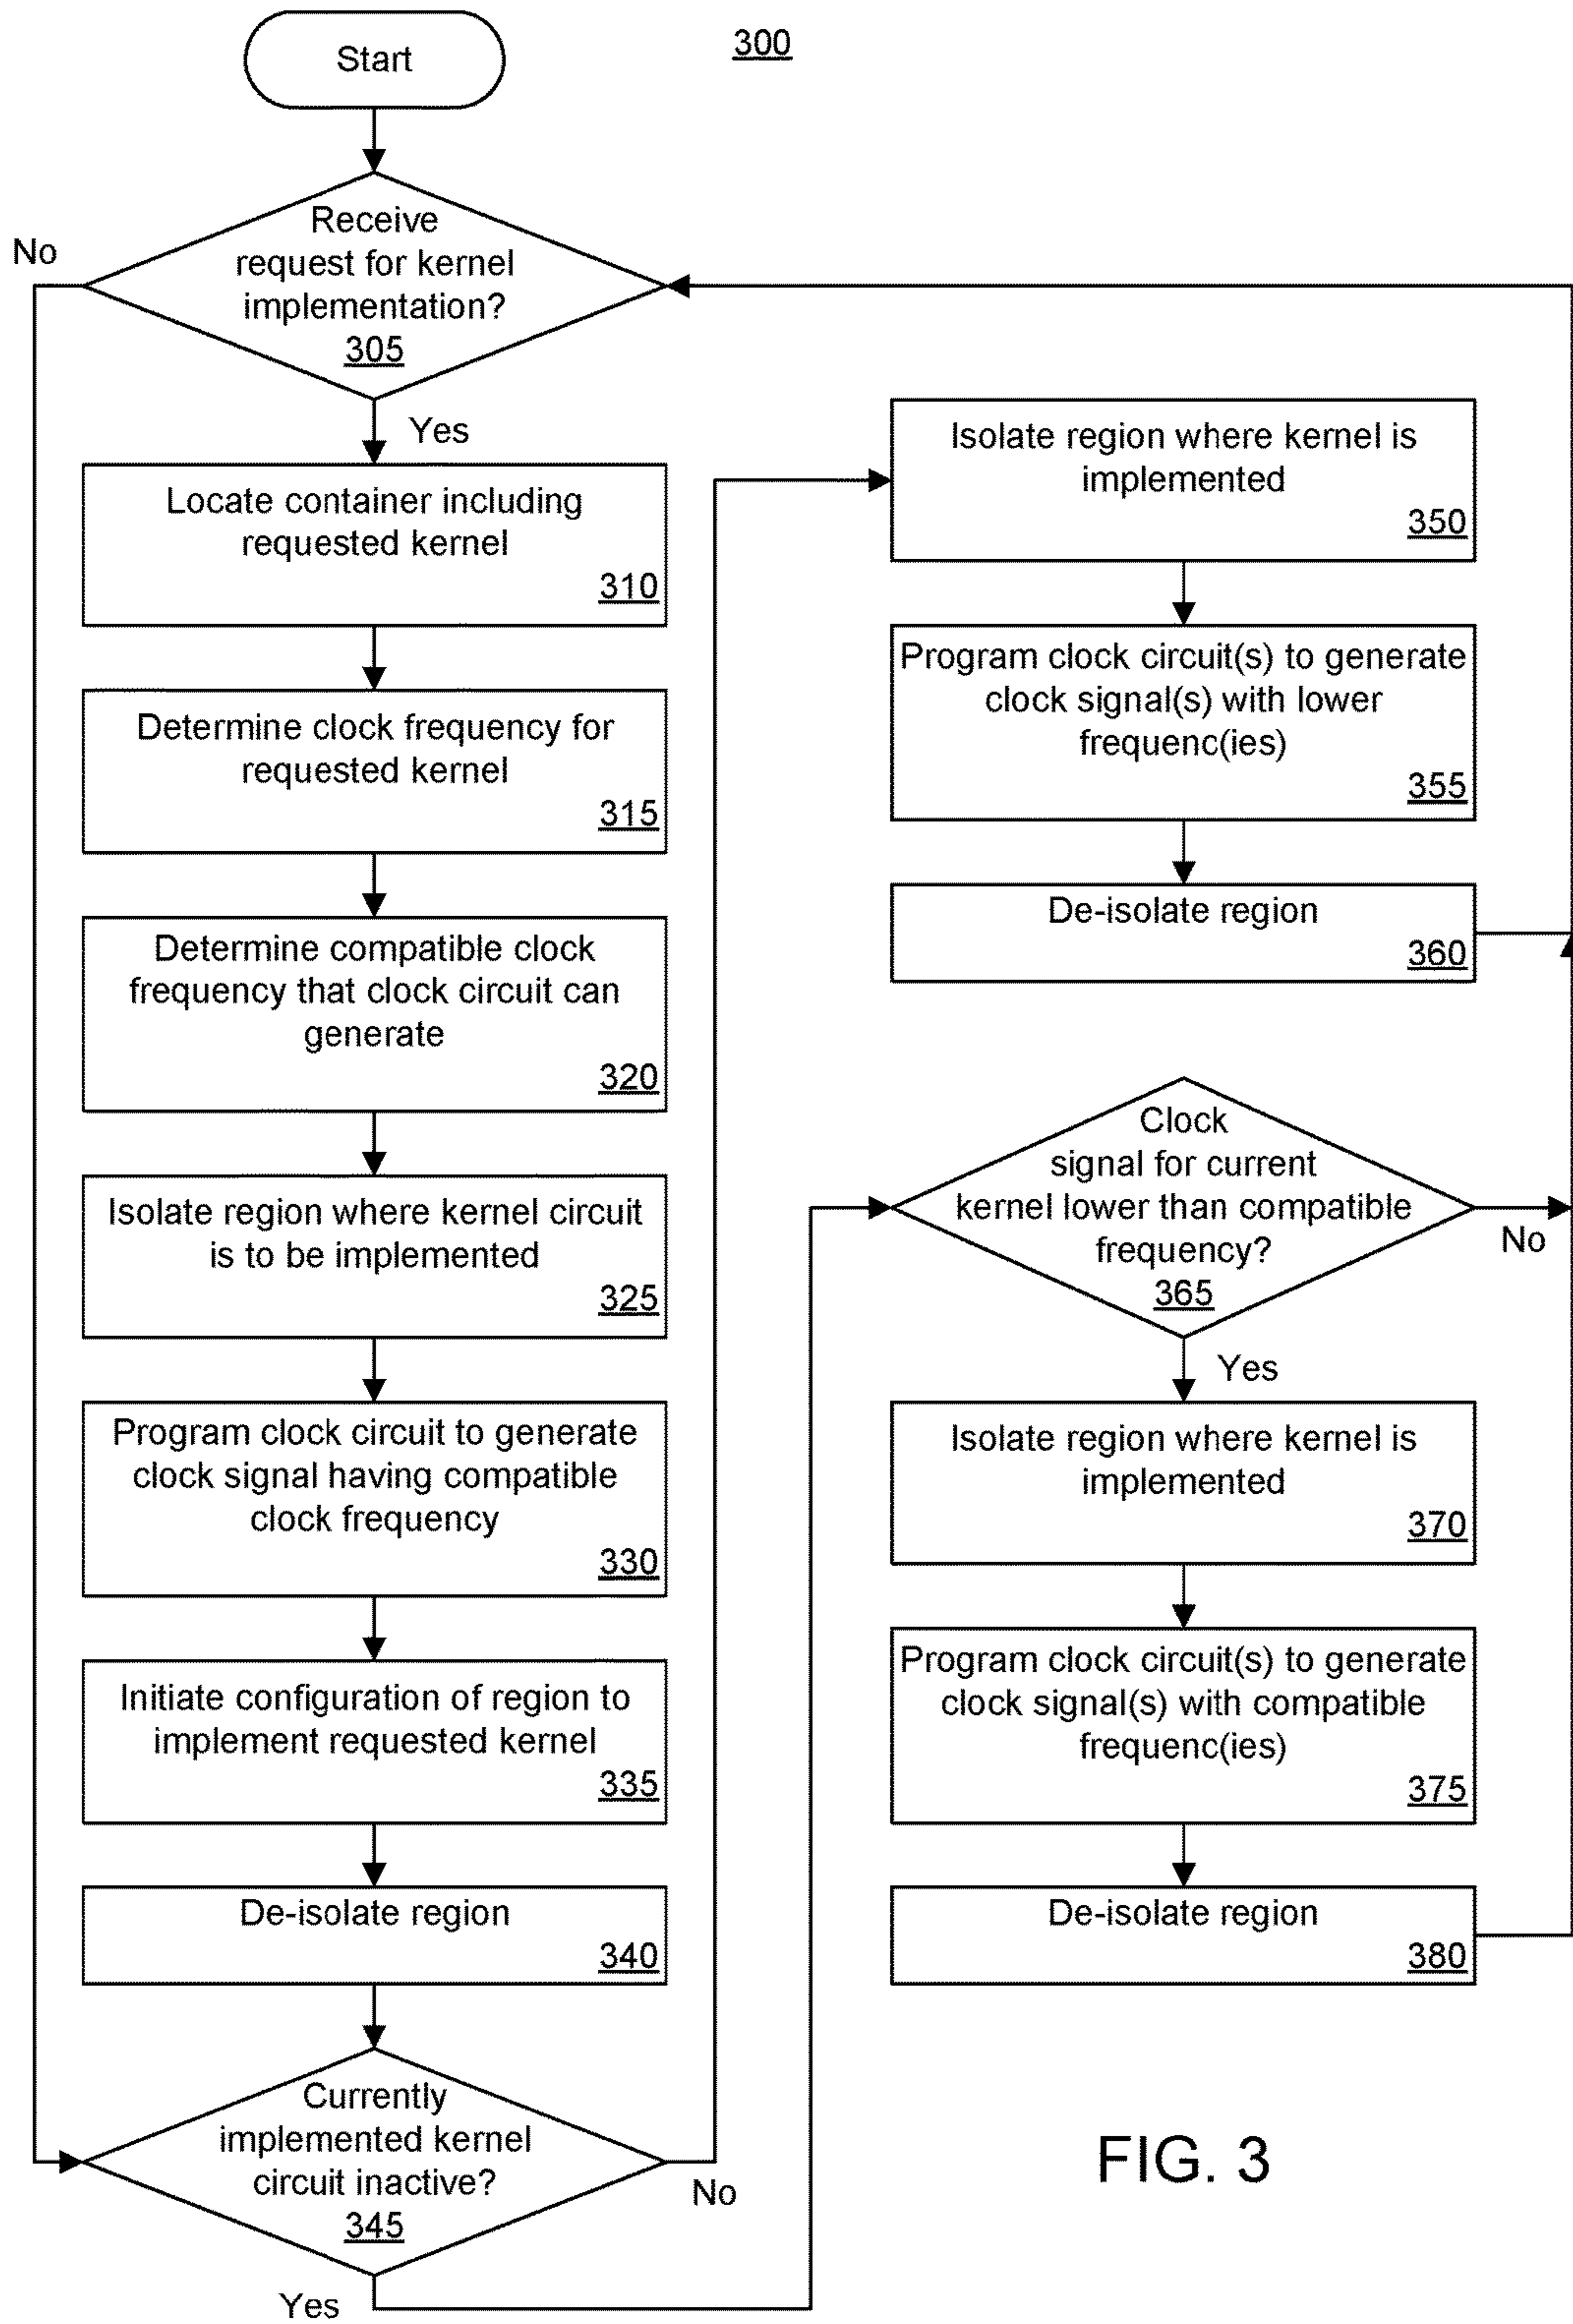 Start
300
Receive
request for kernel
implementation?
305
No
Yes
Locate container including
requested kernel
310
Determine clock frequency for
requested kernel
315
Determine compatible clock
frequency that clock circuit can
generate
320
Isolate region where kernel circuit
is to be implemented
325
Program clock circuit to generate
clock signal having compatible
clock frequency
330
Initiate configuration of region to
implement requested kernel
335
De-isolate region
340
Currently
implemented kernel
circuit inactive?
345
No
Yes
Isolate region where kernel is
implemented
350
Program clock circuit(s) to generate
clock signal(s) with lower
frequenc(ies)
355
De-isolate region
360
Clock
signal for current
kernel lower than compatible
frequency?
365
No
Yes
Isolate region where kernel is
implemented
370
Program clock circuit(s) to generate
clock signal(s) with compatible
frequenc(ies)
375
De-isolate region
380
FIG. 3